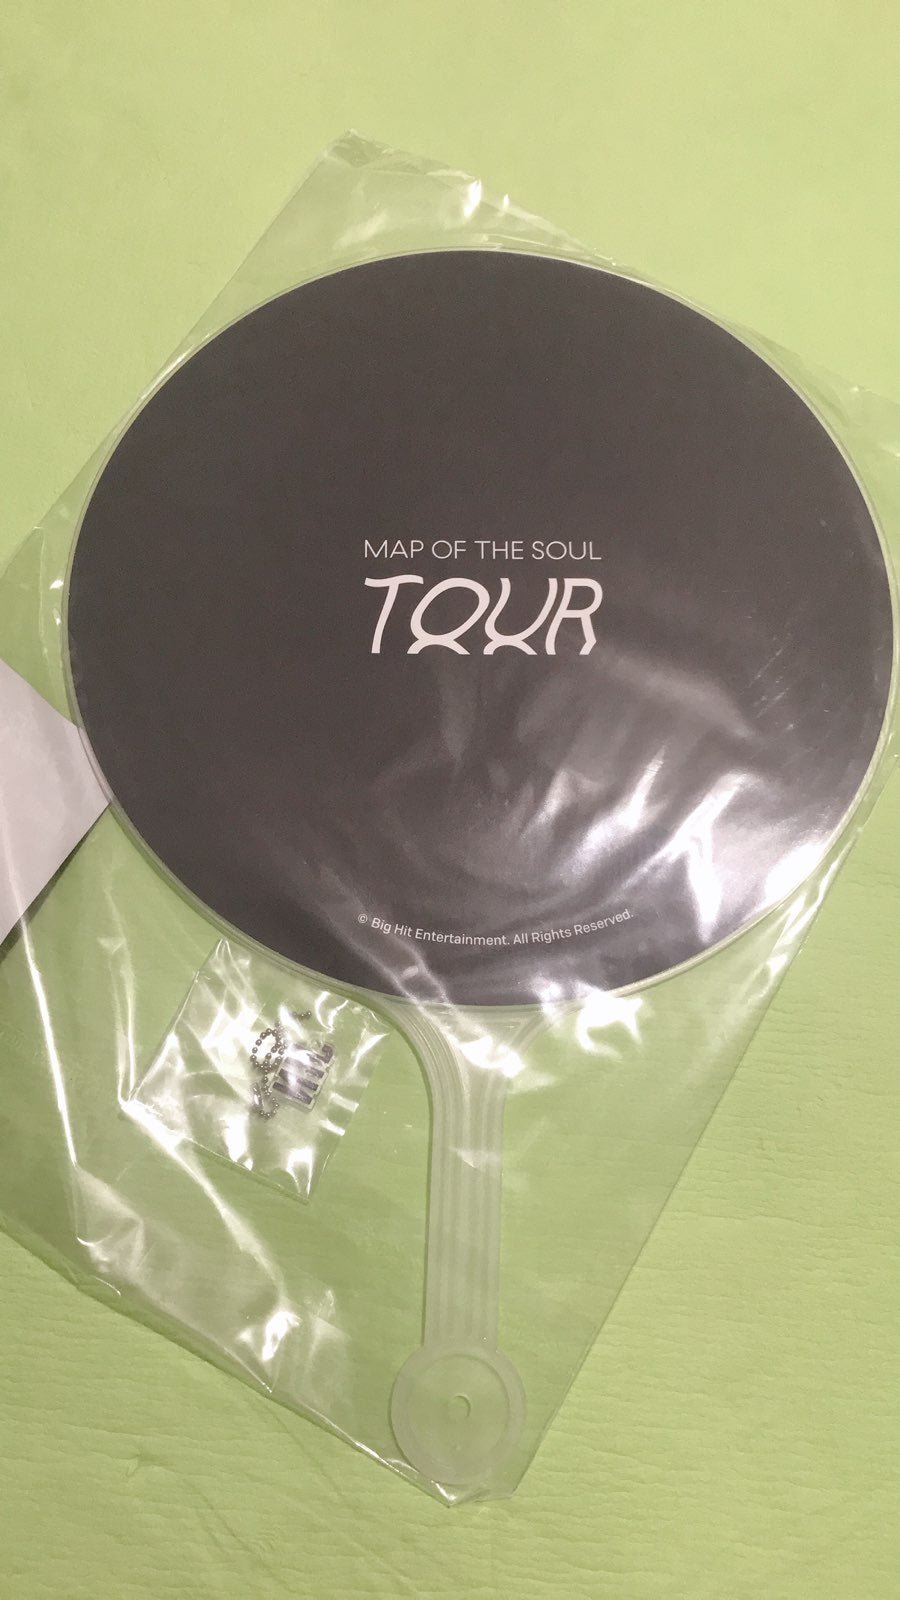 MAP OF THE SOUL
TOUR
© Big Hit Entertainment. All Rights Reserved.